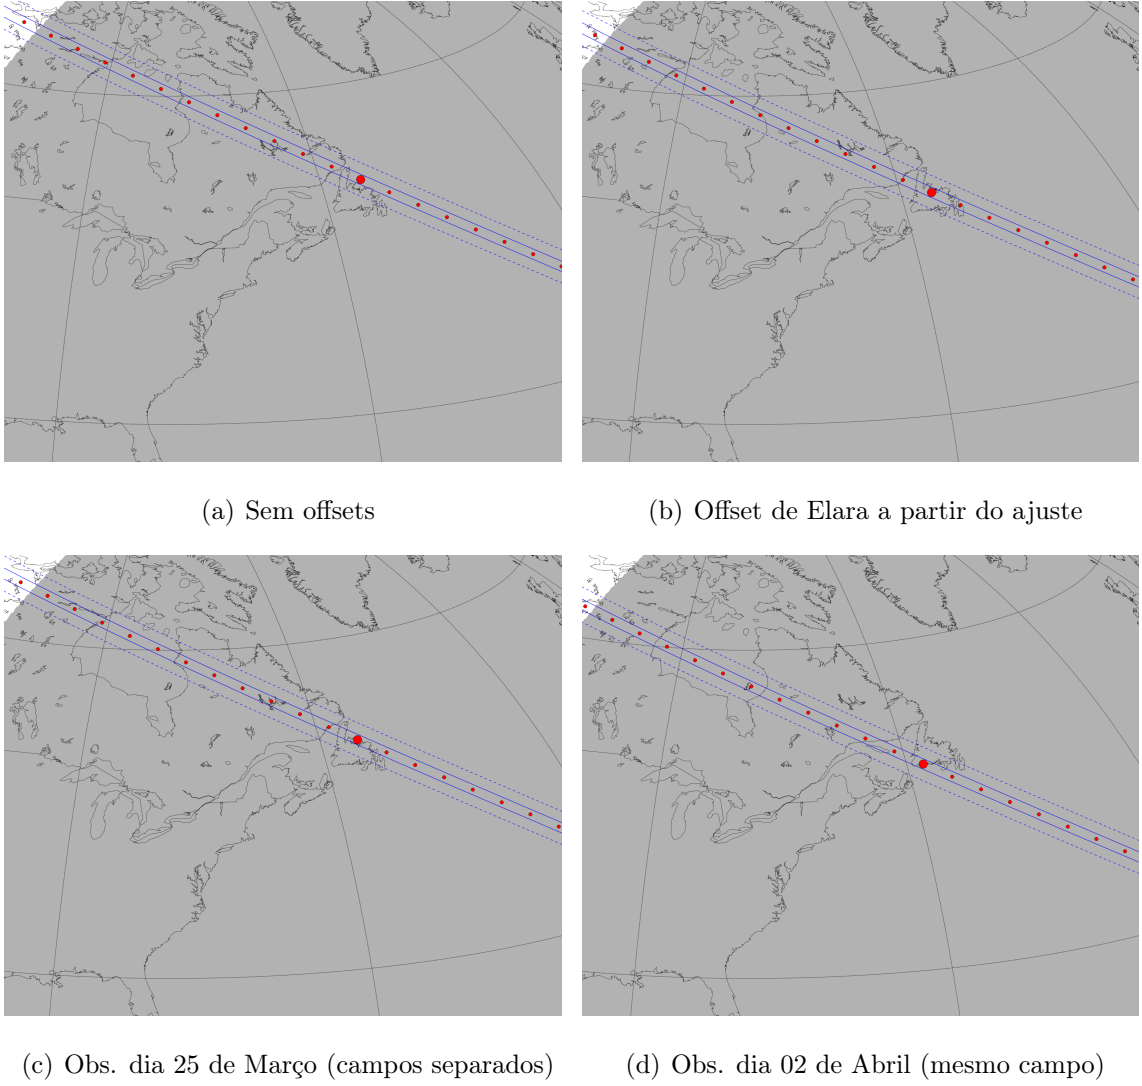 (a) Sem offsets
(b) Offset de Elara a partir do ajuste
(c) Obs. dia 25 de Março (campos separados)
(d) Obs. dia 02 de Abril (mesmo campo)